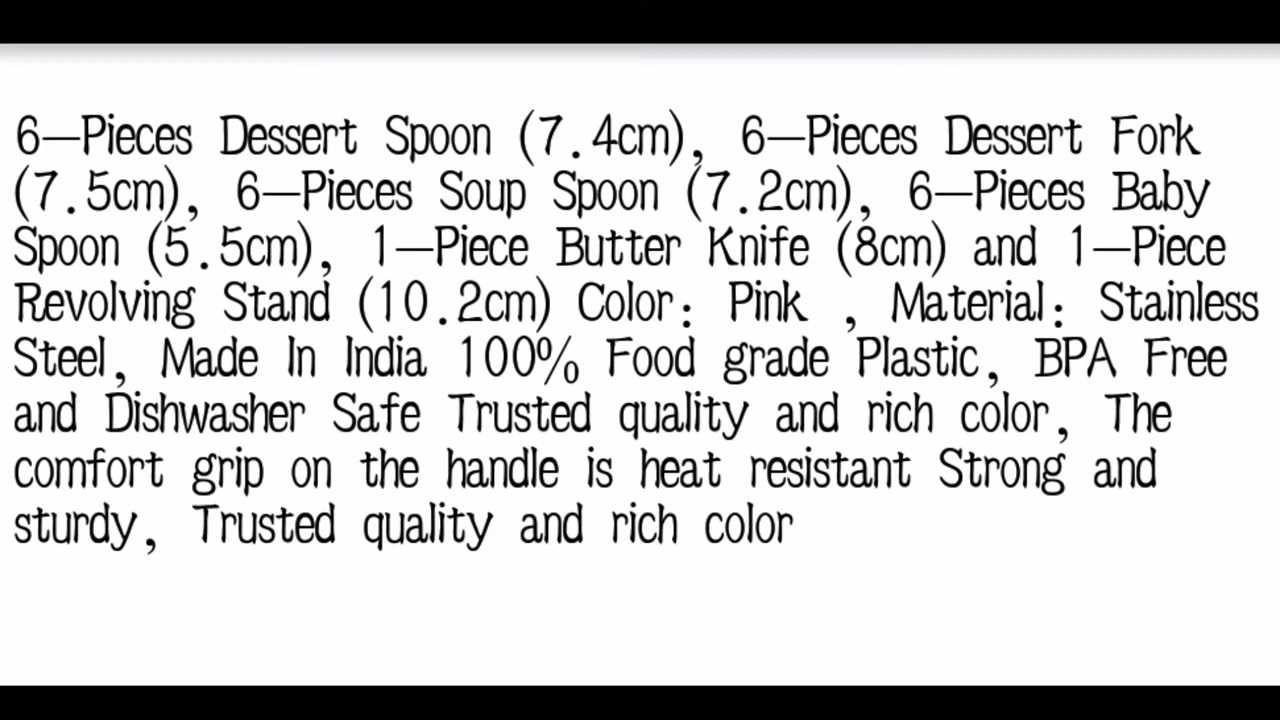 6—Pieces Dessert Spoon (7.4cm), 6—Pieces Dessert Fork
(7.5cm), 6—Pieces Soup Spoon (7.2cm), 6—Pieces Baby
Spoon (5.5cm), 1—Piece Butter Knife (8cm) and 1—Piece
Revolving Stand (10.2cm) Color: Pink , Material: Stainless
Steel, Made In India 100% Food grade Plastic, BPA Free
and Dishwasher Safe Trusted quality and rich color, The
comfort grip on the handle is heat resistant Strong and
sturdy, Trusted quality and rich color